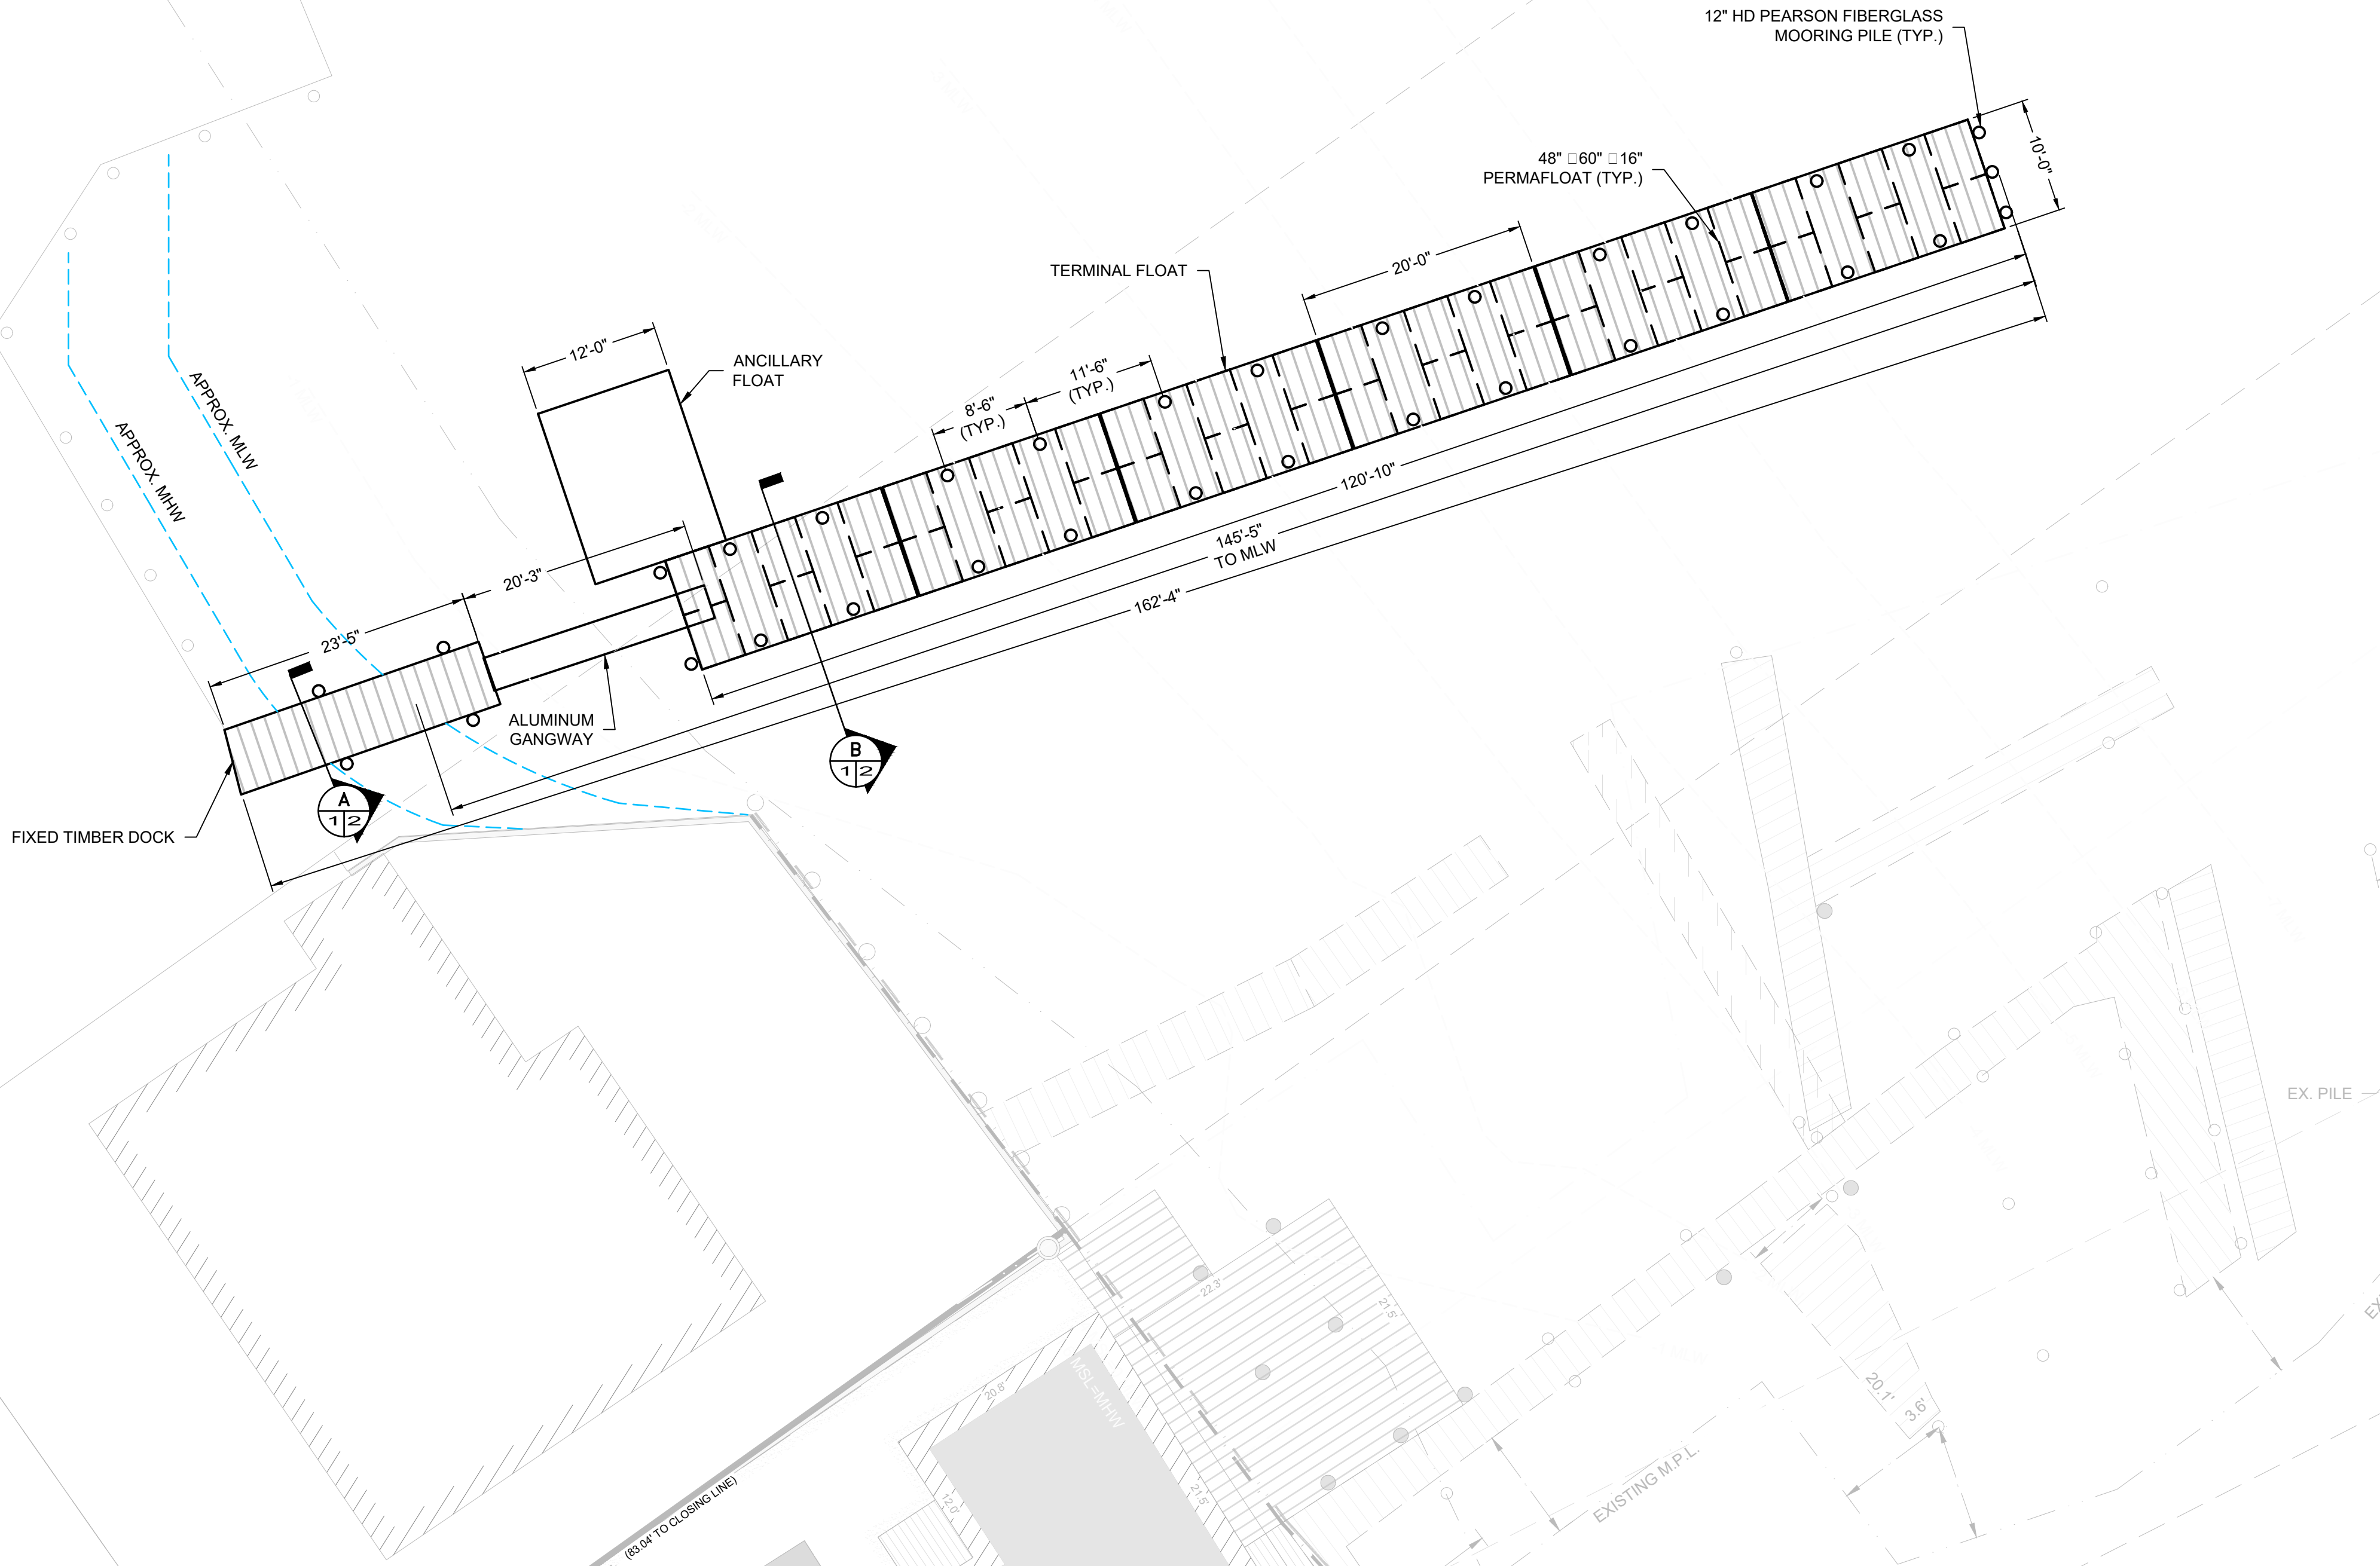 12" HD PEARSON FIBERGLASS
MOORING PILE (TYP.)
48" □60" □16"
PERMAFLOAT (TYP.)
10'-0"
TERMINAL FLOAT
20'-0"
12'-0"
ANCILLARY
FLOAT
11'-6"
(TYP.)
8'-6"
(TYP.)
APPROX. MLW
APPROX. MHW
120'-10"
145'-5"
TO MLW
162'-4"
20'-3"
23'-5"
ALUMINUM
GANGWAY
B
1 2
A
1 2
FIXED TIMBER DOCK
EX. PILE
22.3'
21.5'
MSL=MHW
20.8'
12.0'
21.5'
20.1'
3.6'
EXISTING M.P.L.
(83.04' TO CLOSING LINE)